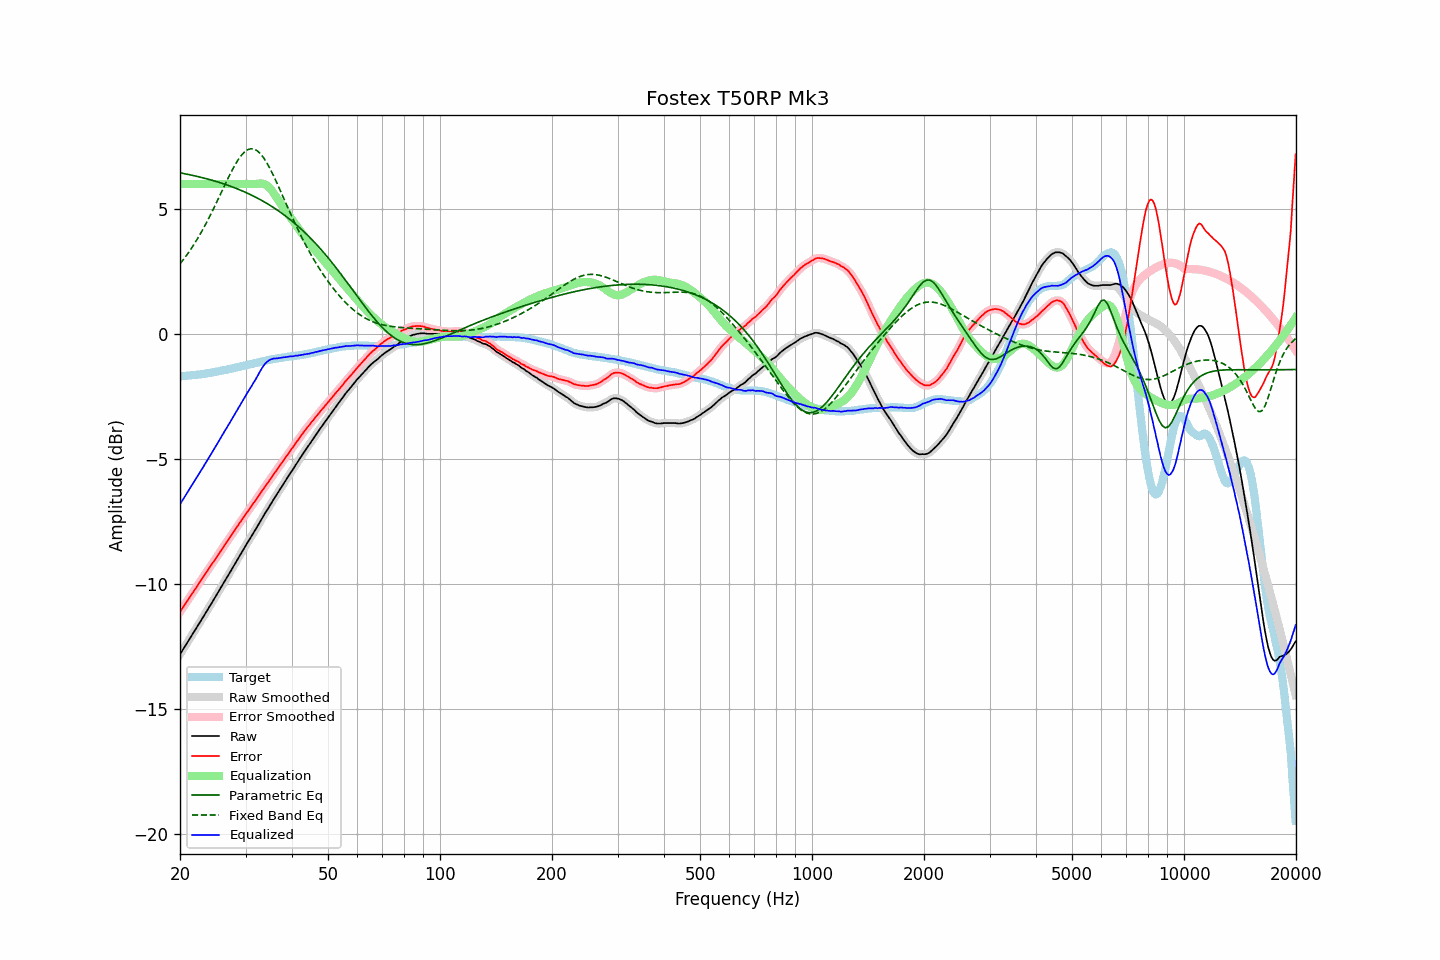 Fostex T50RP Mk3
Amplitude (dBr)
5
0
−5
−10
−15
−20
Target
Raw Smoothed
Error Smoothed
Raw
Error
Equalization
Parametric Eq
Fixed Band Eq
Equalized
20 50 100 200 500 1000 2000 5000 10000 20000
Frequency (Hz)